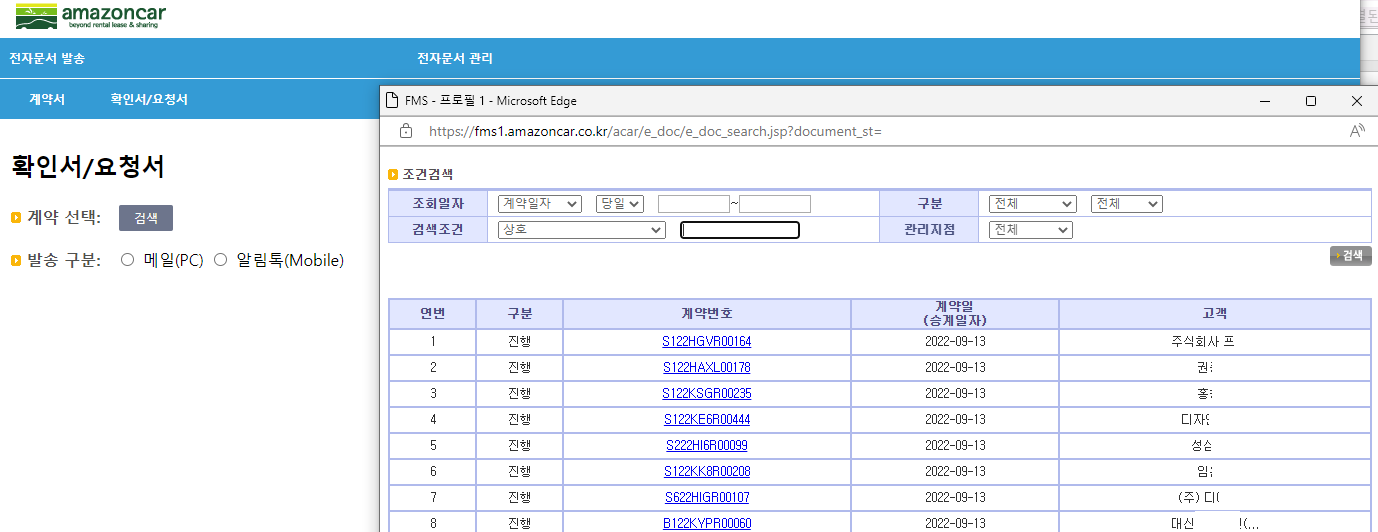 amazoncar
beyond rental lease & sharing
전자문서 발송 전자문서 관리
계약서 확인서/요청서
확인서/요청서
계약 선택: 검색
발송 구분: 메일(PC) 알림톡(Mobile)
FMS - 프로필 1 - Microsoft Edge
https://fms1.amazoncar.co.kr/acar/e_doc/e_doc_search.jsp?document_st=
조건검색
조회일자 계약일자 당일 ~ 구분 전체 전체
검색조건 상호 관리지점 전체
검색
연번 구분 계약번호 계약일 고객
(승계일자)
1 진행 S122HGVR00164 2022-09-13 주식회사 프
2 진행 S122HAXL00178 2022-09-13 권
3 진행 S122KSGR00235 2022-09-13 홍
4 진행 S122KE6R00444 2022-09-13 디자
5 진행 S222HI6R00099 2022-09-13
6 진행 S122KK8R00208 2022-09-13 임
7 진행 S622HIGR00107 2022-09-13 (주) 디
8 진행 B122KYPR00060 2022-09-13 대신 (...